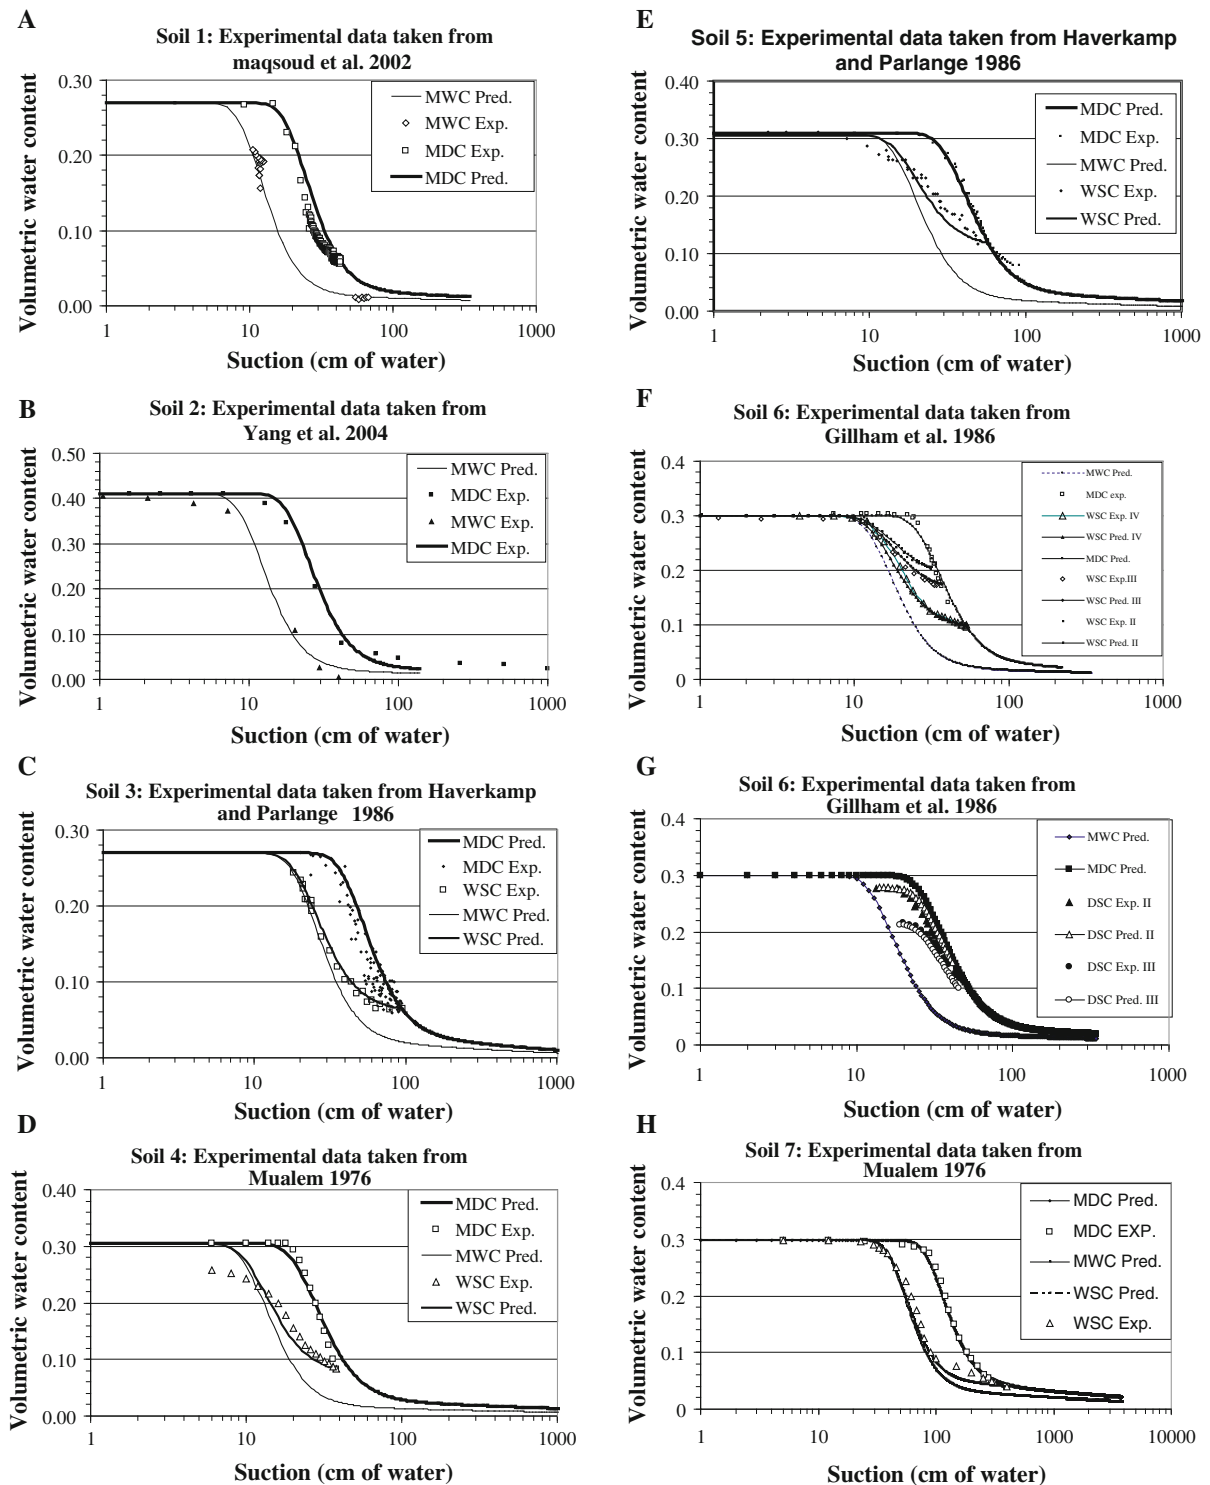 A
Soil 1: Experimental data taken from
maqsoud et al. 2002
Volumetric water content
0.30
0.20
0.10
0.00
1
10
100
1000
Suction (cm of water)
MWC Pred.
MWC Exp.
MDC Exp.
MDC Pred.
B
Soil 2: Experimental data taken from
Yang et al. 2004
Volumetric water content
0.50
0.40
0.30
0.20
0.10
0.00
1
10
100
1000
Suction (cm of water)
MWC Pred.
MDC Exp.
MWC Exp.
MDC Exp.
C
Soil 3: Experimental data taken from Haverkamp
and Parlange 1986
Volumetric water content
0.30
0.20
0.10
0.00
1
10
100
1000
Suction (cm of water)
MDC Pred.
MDC Exp.
WSC Exp.
MWC Pred.
WSC Pred.
D
Soil 4: Experimental data taken from
Mualem 1976
Volumetric water content
0.40
0.30
0.20
0.10
0.00
1
10
100
1000
Suction (cm of water)
MDC Pred.
MDC Exp.
MWC Pred.
WSC Exp.
WSC Pred.
E
Soil 5: Experimental data taken from Haverkamp
and Parlange 1986
Volumetric water content
0.40
0.30
0.20
0.10
0.00
1
10
100
1000
Suction (cm of water)
MDC Pred.
MDC Exp.
MWC Pred.
WSC Exp.
WSC Pred.
F
Soil 6: Experimental data taken from
Gillham et al. 1986
Volumetric water content
0.4
0.3
0.2
0.1
0
1
10
100
1000
Suction (cm of water)
MWC Pred.
MDC exp.
WSC Exp. IV
WSC Pred. IV
MDC Pred.
WSC Exp.III
WSC Pred. III
WSC Exp. II
WSC Pred. II
G
Soil 6: Experimental data taken from
Gillham et al. 1986
Volumetric water content
0.4
0.3
0.2
0.1
0
1
10
100
1000
Suction (cm of water)
MWC Pred.
MDC Pred.
DSC Exp. II
DSC Pred. II
DSC Exp. III
DSC Pred. III
H
Soil 7: Experimental data taken from
Mualem 1976
Volumetric water content
0.4
0.3
0.2
0.1
0
1
10
100
1000
10000
Suction (cm of water)
MDC Pred.
MDC EXP.
MWC Pred.
WSC Pred.
WSC Exp.